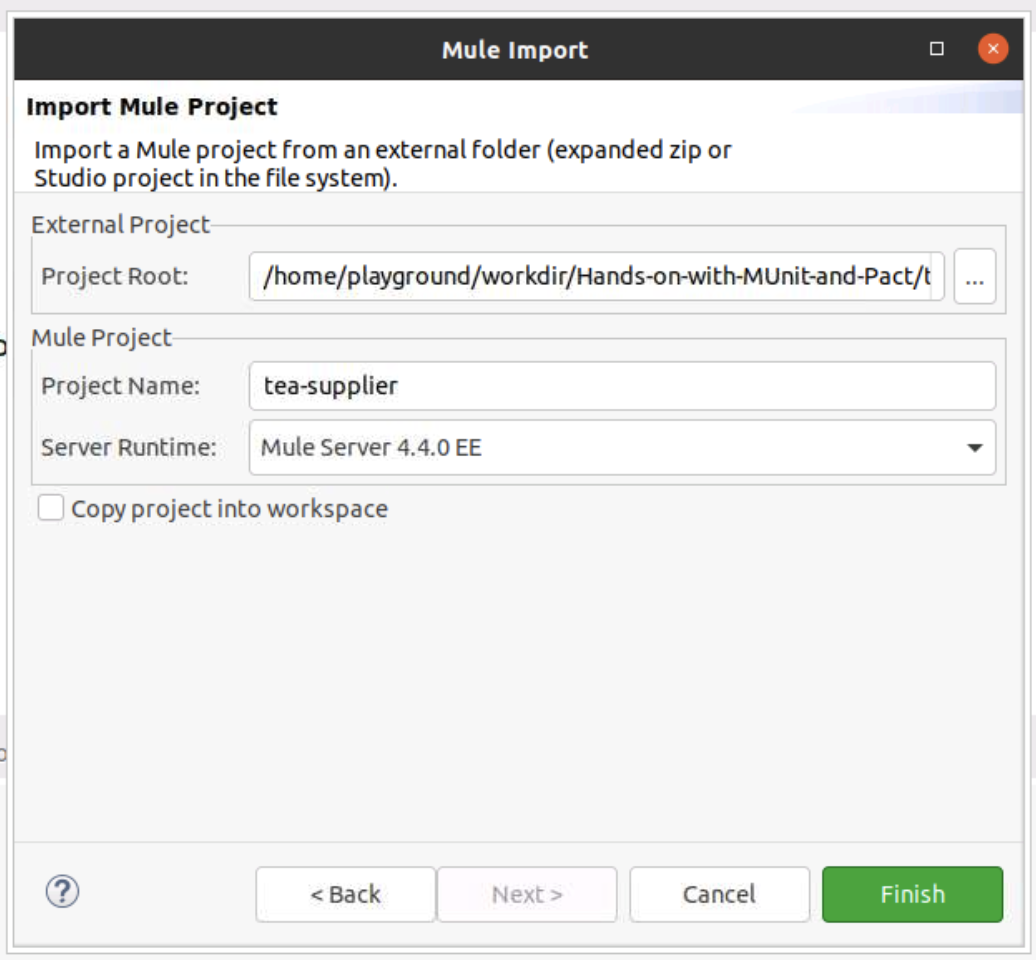 Mule Import
Import Mule Project
Import a Mule project from an external folder (expanded zip or
Studio project in the file system).
External Project
Project Root: /home/playground/workdir/Hands-on-with-MUnit-and-Pact/t ...
Mule Project
Project Name: tea-supplier
Server Runtime: Mule Server 4.4.0 EE
Copy project into workspace
? < Back Next > Cancel Finish